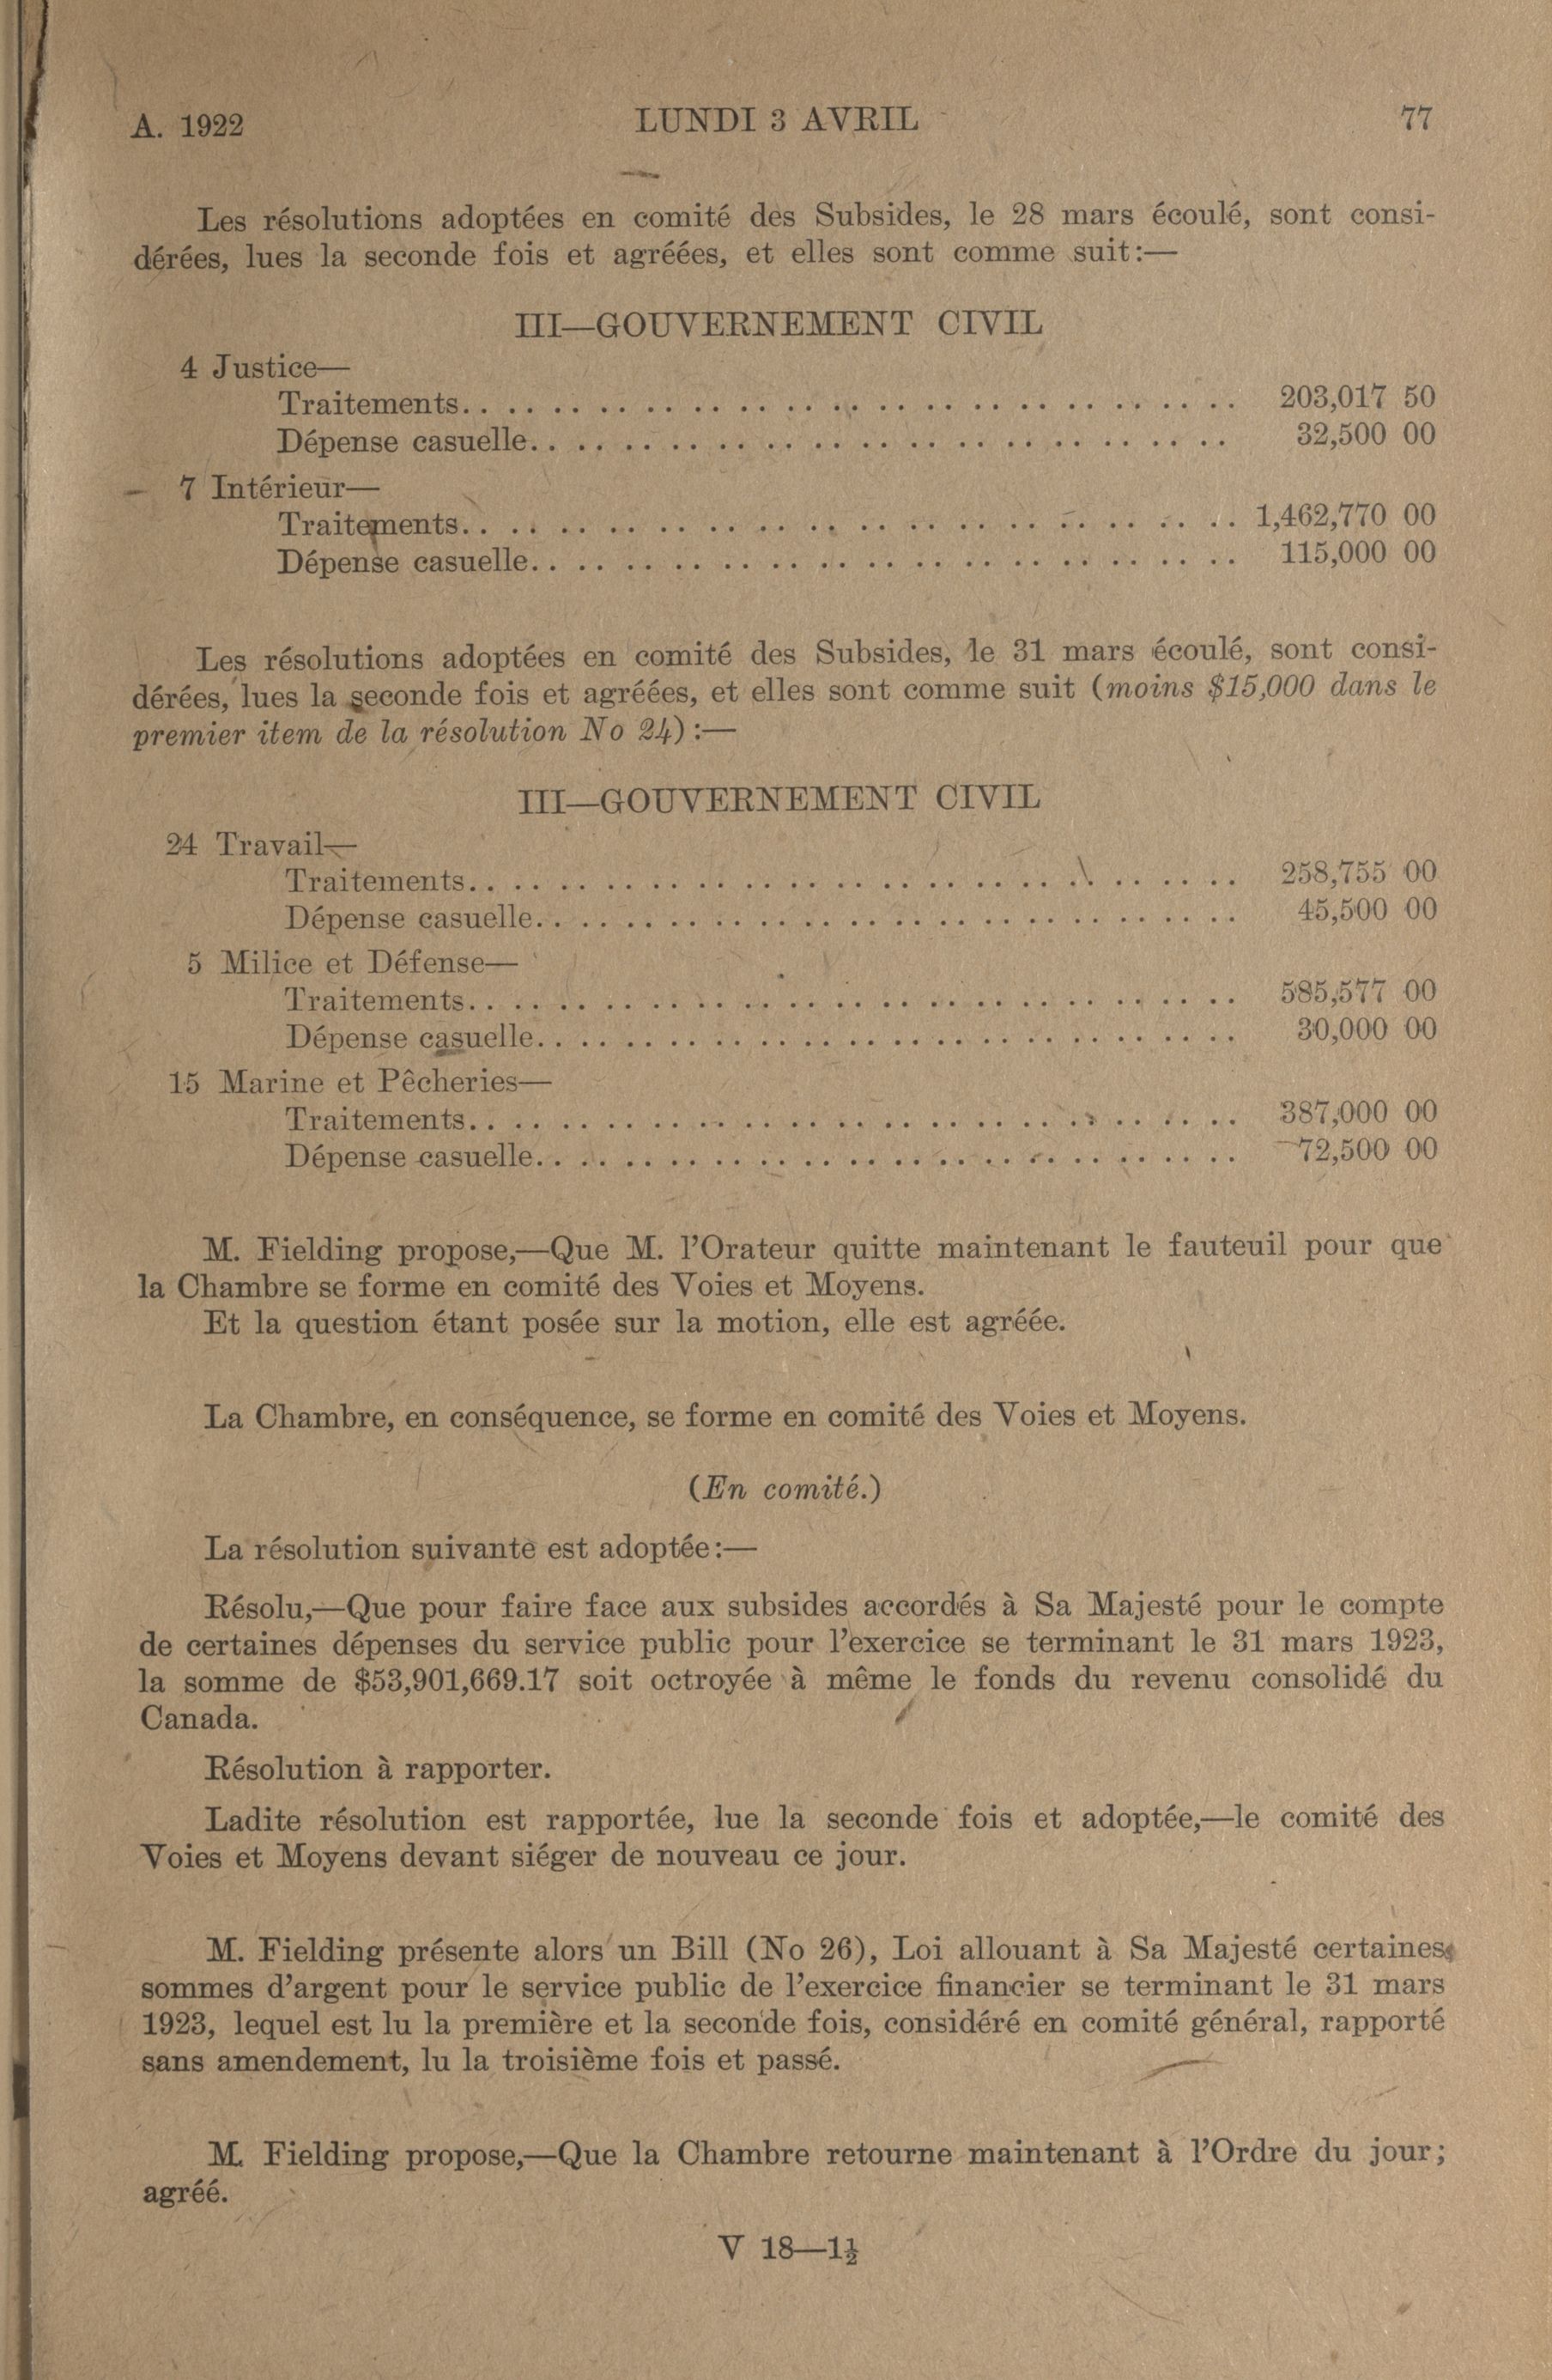 A. 1922 LUNDI 3 AVRIL 77
Les résolutions adoptées en comité des Subsides, le 28 mars écoulé, sont consi-
dérées, lues la seconde fois et agréées, et elles sont comme suit:—
III—GOUVERNEMENT CIVIL
4 Justice—
Traitements. . . . . . . . . . . . . . . . . . . . . . . . . . . . . . . . . . 203,017 50
Dépense casuelle. . . . . . . . . . . . . . . . . . . . . . . . . . . . . . 32,500 00
7 Intérieur—
Traitements. . . . . . . . . . . . . . . . . . . . . . . . . . . . . . . . . . 1,462,770 00
Dépense casuelle. . . . . . . . . . . . . . . . . . . . . . . . . . . . . . 115,000 00
Les résolutions adoptées en comité des Subsides, le 31 mars écoulé, sont consi-
dérées, lues la seconde fois et agréées, et elles sont comme suit (moins $15,000 dans le
premier item de la résolution No 24) :—
III—GOUVERNEMENT CIVIL
24 Travail—
Traitements. . . . . . . . . . . . . . . . . . . . . . . . . . . . . . . . . . 258,755 00
Dépense casuelle. . . . . . . . . . . . . . . . . . . . . . . . . . . . . . 45,500 00
5 Milice et Défense—
Traitements. . . . . . . . . . . . . . . . . . . . . . . . . . . . . . . . . . 585,577 00
Dépense casuelle. . . . . . . . . . . . . . . . . . . . . . . . . . . . . . 30,000 00
15 Marine et Pêcheries—
Traitements. . . . . . . . . . . . . . . . . . . . . . . . . . . . . . . . . . 387,000 00
Dépense casuelle. . . . . . . . . . . . . . . . . . . . . . . . . . . . . . 72,500 00
M. Fielding propose,—Que M. l'Orateur quitte maintenant le fauteuil pour que
la Chambre se forme en comité des Voies et Moyens.
Et la question étant posée sur la motion, elle est agréée.
La Chambre, en conséquence, se forme en comité des Voies et Moyens.
(En comité.)
La résolution suivante est adoptée:—
Résolu,—Que pour faire face aux subsides accordés à Sa Majesté pour le compte
de certaines dépenses du service public pour l'exercice se terminant le 31 mars 1923,
la somme de $53,901,669.17 soit octroyée à même le fonds du revenu consolidé du
Canada.
Résolution à rapporter.
Ladite résolution est rapportée, lue la seconde fois et adoptée,—le comité des
Voies et Moyens devant siéger de nouveau ce jour.
M. Fielding présente alors un Bill (No 26), Loi allouant à Sa Majesté certaines
sommes d'argent pour le service public de l'exercice financier se terminant le 31 mars
1923, lequel est lu la première et la seconde fois, considéré en comité général, rapporté
sans amendement, lu la troisième fois et passé.
M. Fielding propose,—Que la Chambre retourne maintenant à l'Ordre du jour;
agréé.
V 18—1½